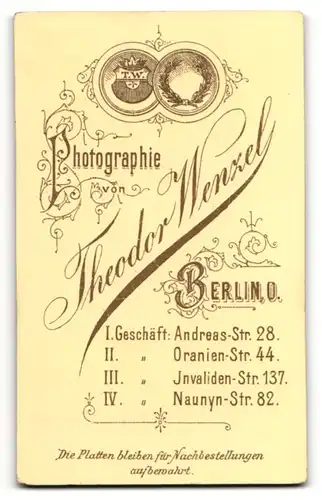 T.W.
Photographie
von
Theodor Wenzel
BERLIN, O.
I. Geschäft: Andreas-Str. 28.
II. „ Oranien-Str. 44.
III. „ Jnvaliden-Str. 137.
IV. „ Naunyn-Str. 82.
Die Platten bleiben für Nachbestellungen
aufbewahrt.